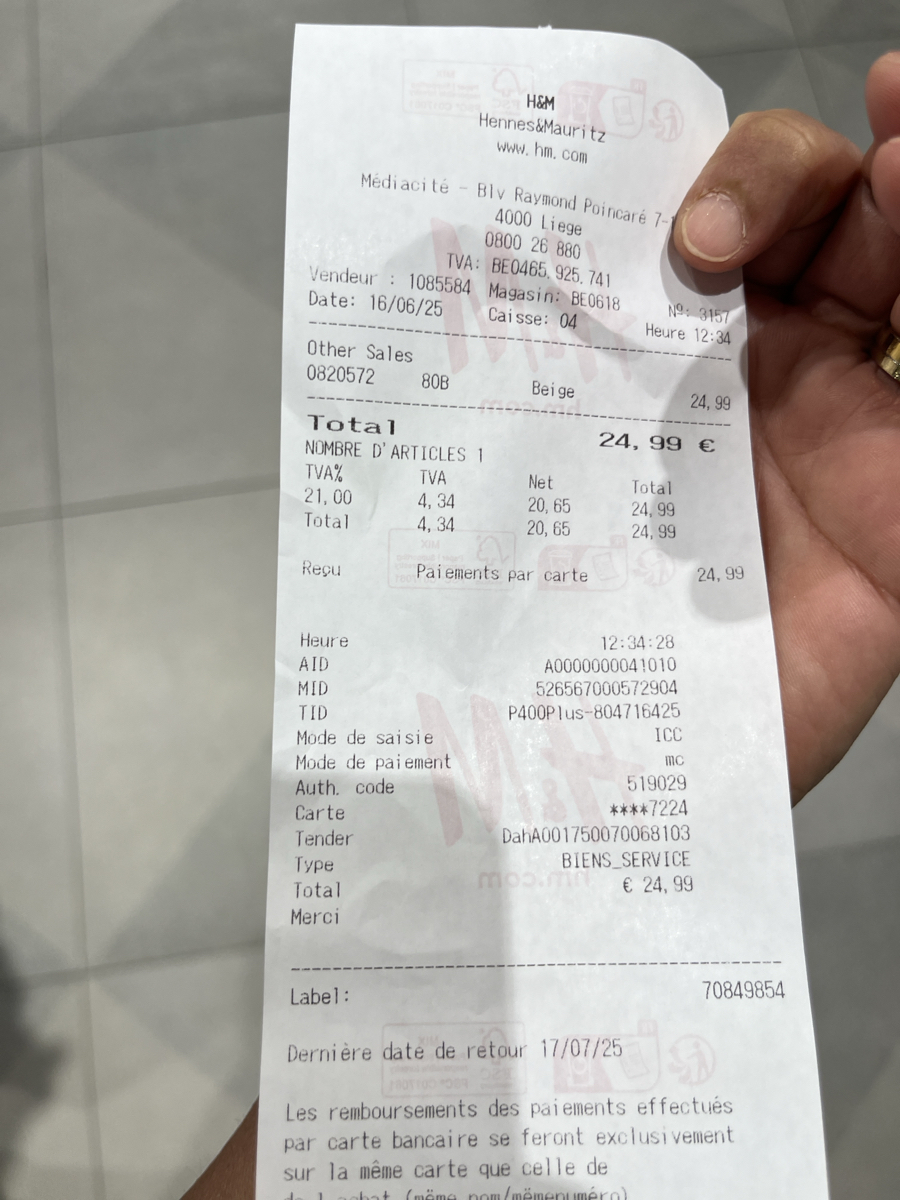 H&M
Hennes&Mauritz
www.hm.com
Médiacité - Blv Raymond Poincaré 7-
4000 Liege
0800 26 880
TVA: BE0465.925.741
Vendeur : 1085584 Magasin: BE0618 Nº: 3157
Date: 16/06/25 Caisse: 04 Heure 12:34
Other Sales
0820572 80B Beige 24,99
Total 24,99 €
NOMBRE D'ARTICLES 1
TVA% TVA Net Total
21,00 4,34 20,65 24,99
Total 4,34 20,65 24,99
Reçu Paiements par carte 24,99
Heure 12:34:28
AID A0000000041010
MID 526567000572904
TID P400Plus-804716425
Mode de saisie ICC
Mode de paiement mc
Auth. code 519029
Carte ****7224
Tender DahA001750070068103
Type BIENS_SERVICE
Total € 24,99
Merci
Label: 70849854
Dernière date de retour 17/07/25
Les remboursements des paiements effectués
par carte bancaire se feront exclusivement
sur la même carte que celle de